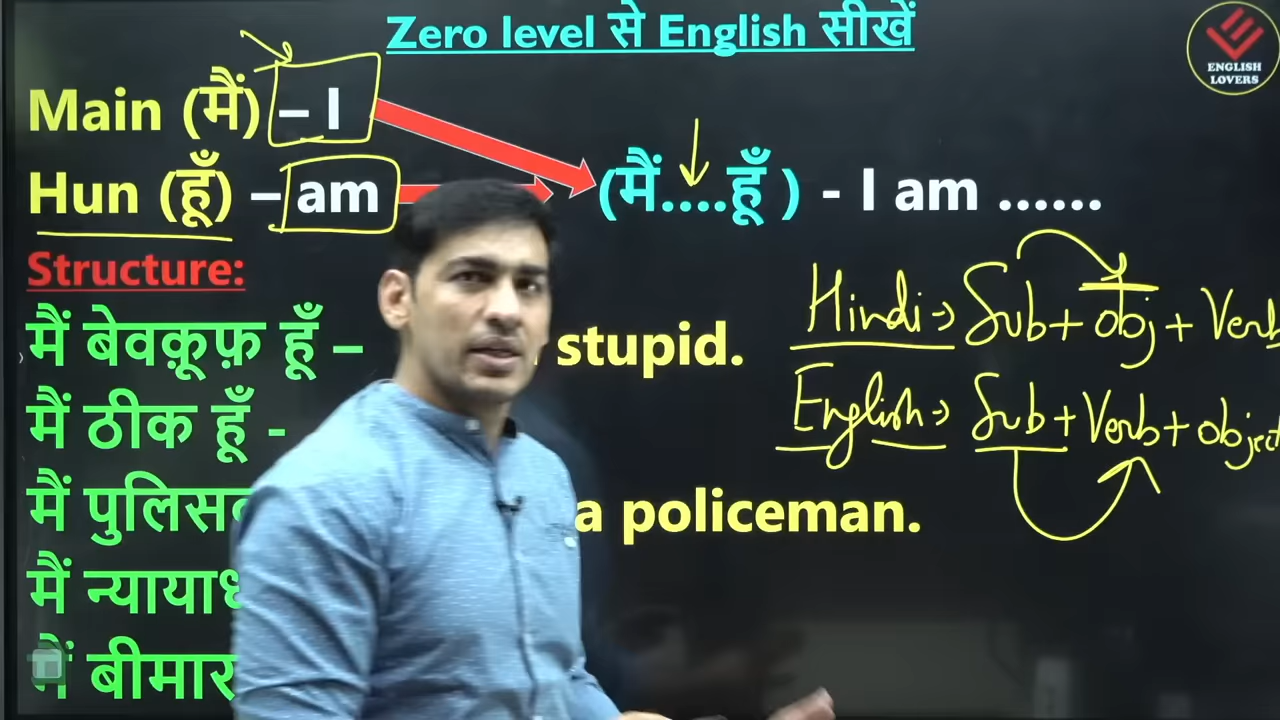 Zero level से English सीखें
ENGLISH
LOVERS
Main (मैं) – I
Hun (हूँ) – am
(मैं....हूँ ) - I am ......
Structure:
Hindi → Sub + obj + Verb
मैं बेवक़ूफ़ हूँ – stupid.
English → Sub + Verb + object
मैं ठीक हूँ -
a policeman.
मैं
मैं
मैं बीमार